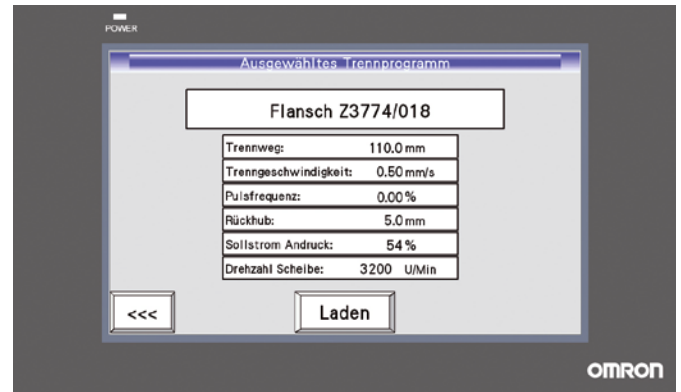 POWER
Ausgewähltes Trennprogramm
Flansch Z3774/018
Trennweg: 110.0 mm
Trenngeschwindigkeit: 0.50 mm/s
Pulsfrequenz: 0.00 %
Rückhub: 5.0 mm
Sollstrom Andruck: 54 %
Drehzahl Scheibe: 3200 U/Min
<<< Laden
OMRON